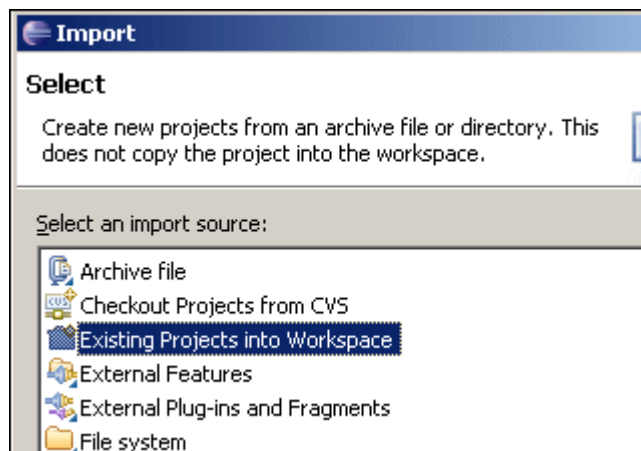 Import
Select
Create new projects from an archive file or directory. This
does not copy the project into the workspace.
Select an import source:
Archive file
Checkout Projects from CVS
Existing Projects into Workspace
External Features
External Plug-ins and Fragments
File system